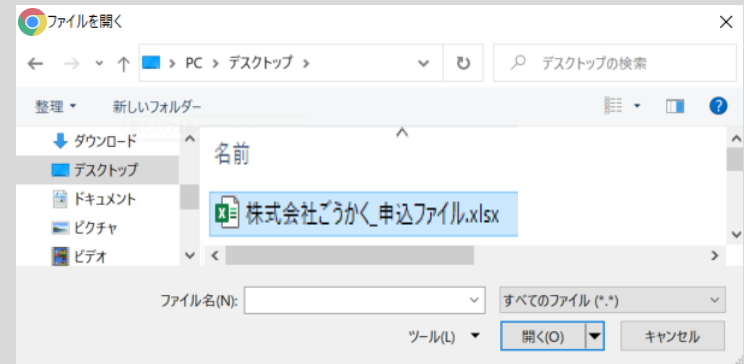 ファイルを開く
PC > デスクトップ >
デスクトップの検索
整理
新しいフォルダー
ダウンロード
デスクトップ
ドキュメント
ピクチャ
ビデオ
名前
株式会社ごうかく_申込ファイル.xlsx
ファイル名(N):
すべてのファイル (*.*)
ツール(L)
開く(O)
キャンセル